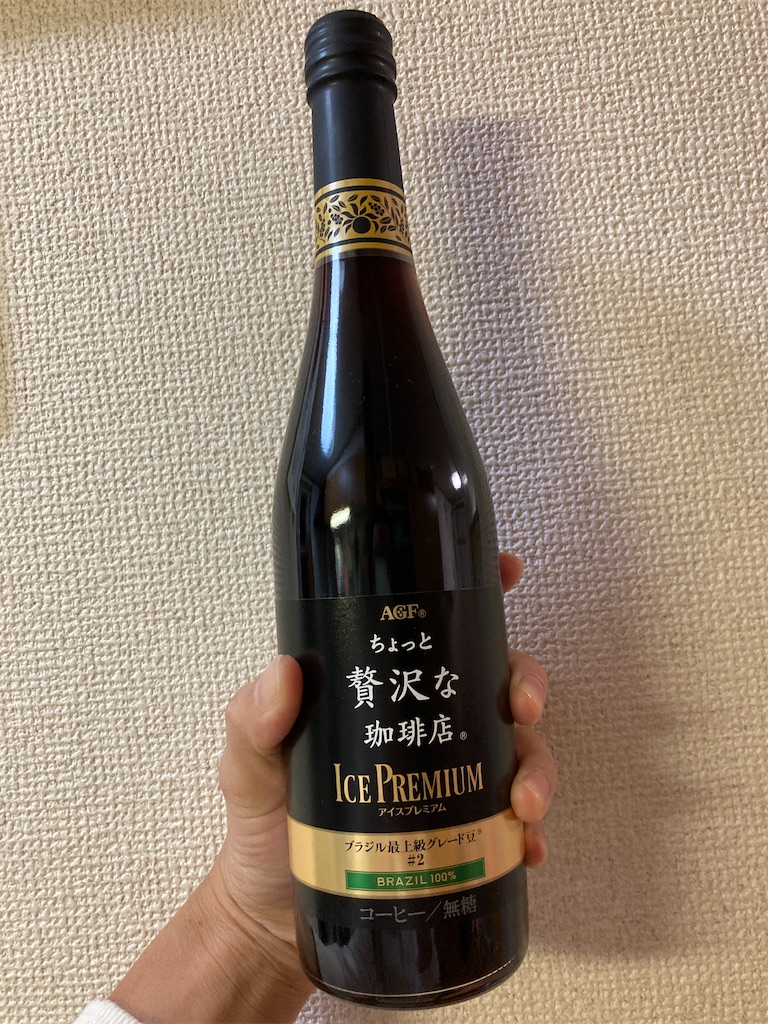 AGF®
ちょっと
贅沢な
珈琲店®
ICE PREMIUM
アイスプレミアム
ブラジル最上級グレード豆※
#2
BRAZIL 100%
コーヒー/無糖